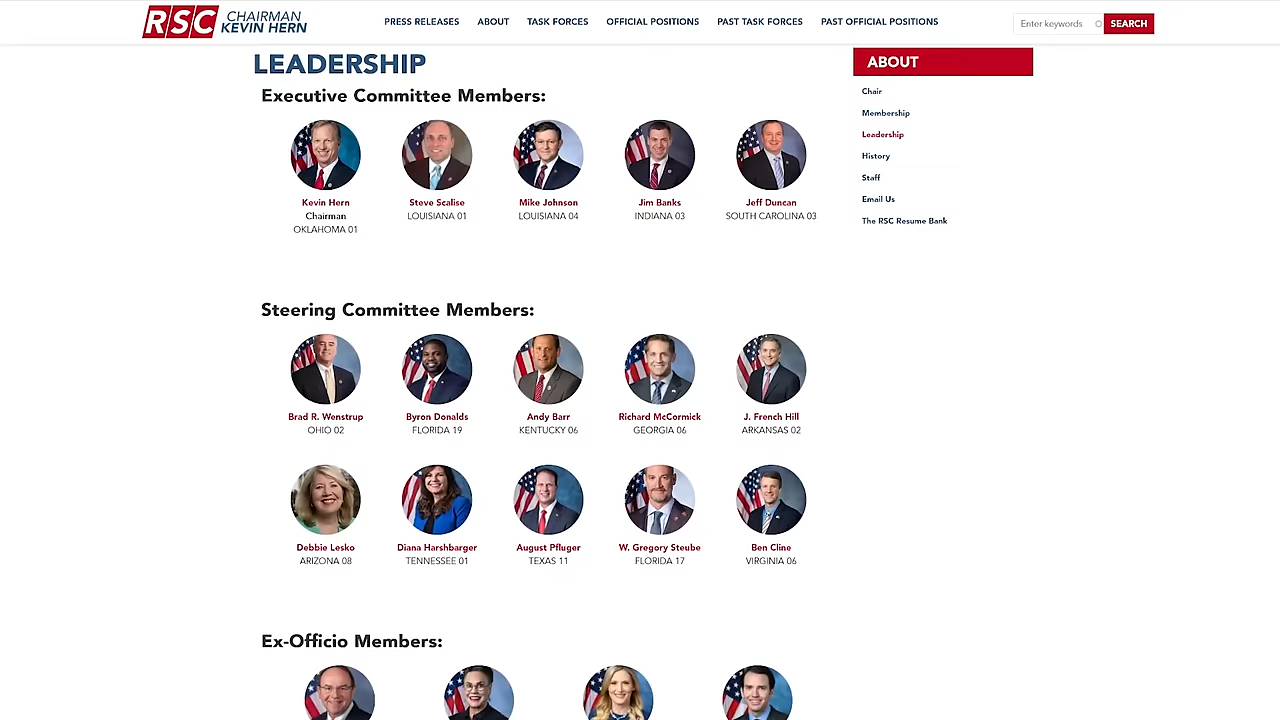 RSC CHAIRMAN KEVIN HERN
PRESS RELEASES ABOUT TASK FORCES OFFICIAL POSITIONS PAST TASK FORCES PAST OFFICIAL POSITIONS
Enter keywords SEARCH
LEADERSHIP
Executive Committee Members:
Kevin Hern
Chairman
OKLAHOMA 01
Steve Scalise
LOUISIANA 01
Mike Johnson
LOUISIANA 04
Jim Banks
INDIANA 03
Jeff Duncan
SOUTH CAROLINA 03
Steering Committee Members:
Brad R. Wenstrup
OHIO 02
Byron Donalds
FLORIDA 19
Andy Barr
KENTUCKY 06
Richard McCormick
GEORGIA 06
J. French Hill
ARKANSAS 02
Debbie Lesko
ARIZONA 08
Diana Harshbarger
TENNESSEE 01
August Pfluger
TEXAS 11
W. Gregory Steube
FLORIDA 17
Ben Cline
VIRGINIA 06
Ex-Officio Members:
ABOUT
Chair
Membership
Leadership
History
Staff
Email Us
The RSC Resume Bank